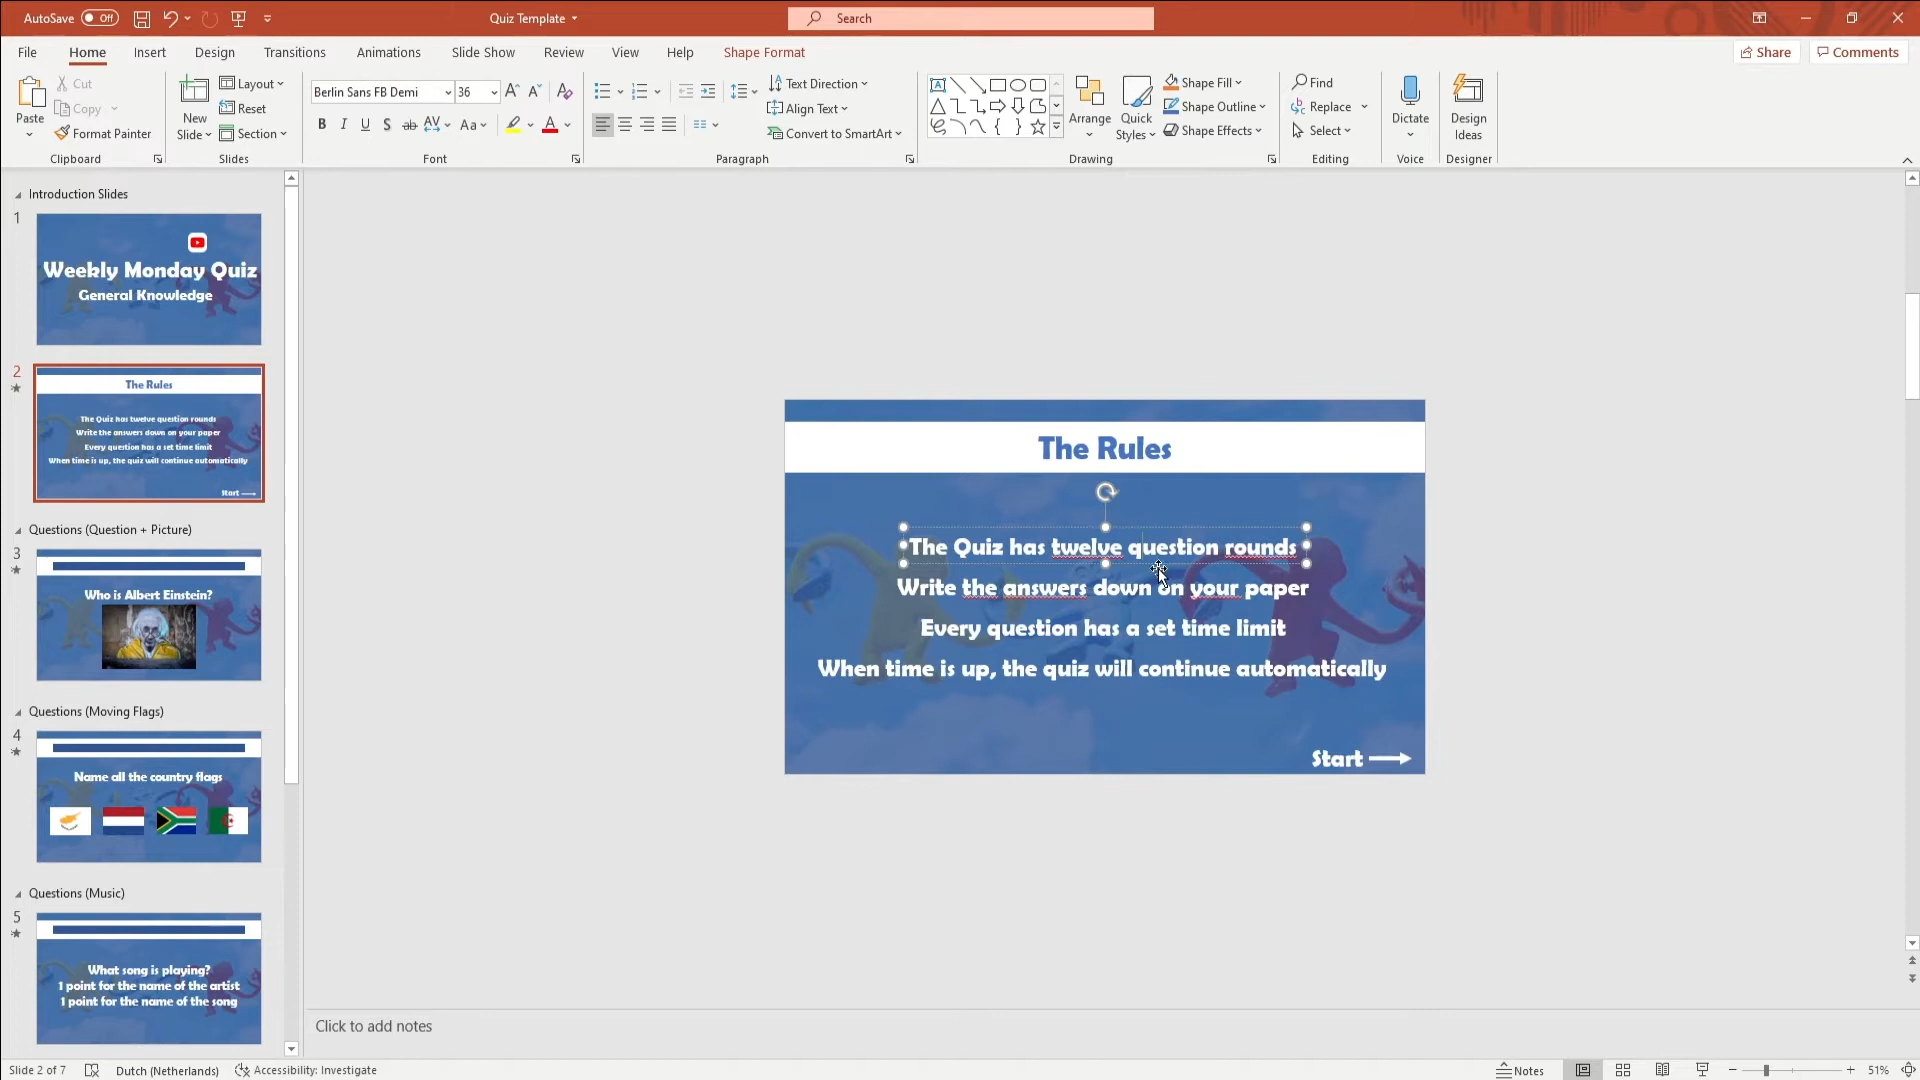 AutoSave Off
Quiz Template
Search
File Home Insert Design Transitions Animations Slide Show Review View Help Shape Format
Share Comments
Paste
Cut
Copy
Format Painter
Clipboard
New Slide
Layout
Reset
Section
Slides
Berlin Sans FB Demi 36
Font
Text Direction
Align Text
Convert to SmartArt
Paragraph
Arrange
Quick Styles
Shape Fill
Shape Outline
Shape Effects
Drawing
Find
Replace
Select
Editing
Dictate
Voice
Design Ideas
Designer
Introduction Slides
1
Weekly Monday Quiz
General Knowledge
2
The Rules
The Quiz has twelve question rounds
Write the answers down on your paper
Every question has a set time limit
When time is up, the quiz will continue automatically
Start
Questions (Question + Picture)
3
Who is Albert Einstein?
Questions (Moving Flags)
4
Name all the country flags
Questions (Music)
5
What song is playing?
1 point for the name of the artist
1 point for the name of the song
The Rules
The Quiz has twelve question rounds
Write the answers down on your paper
Every question has a set time limit
When time is up, the quiz will continue automatically
Start
Click to add notes
Slide 2 of 7
Dutch (Netherlands)
Accessibility: Investigate
Notes
51%